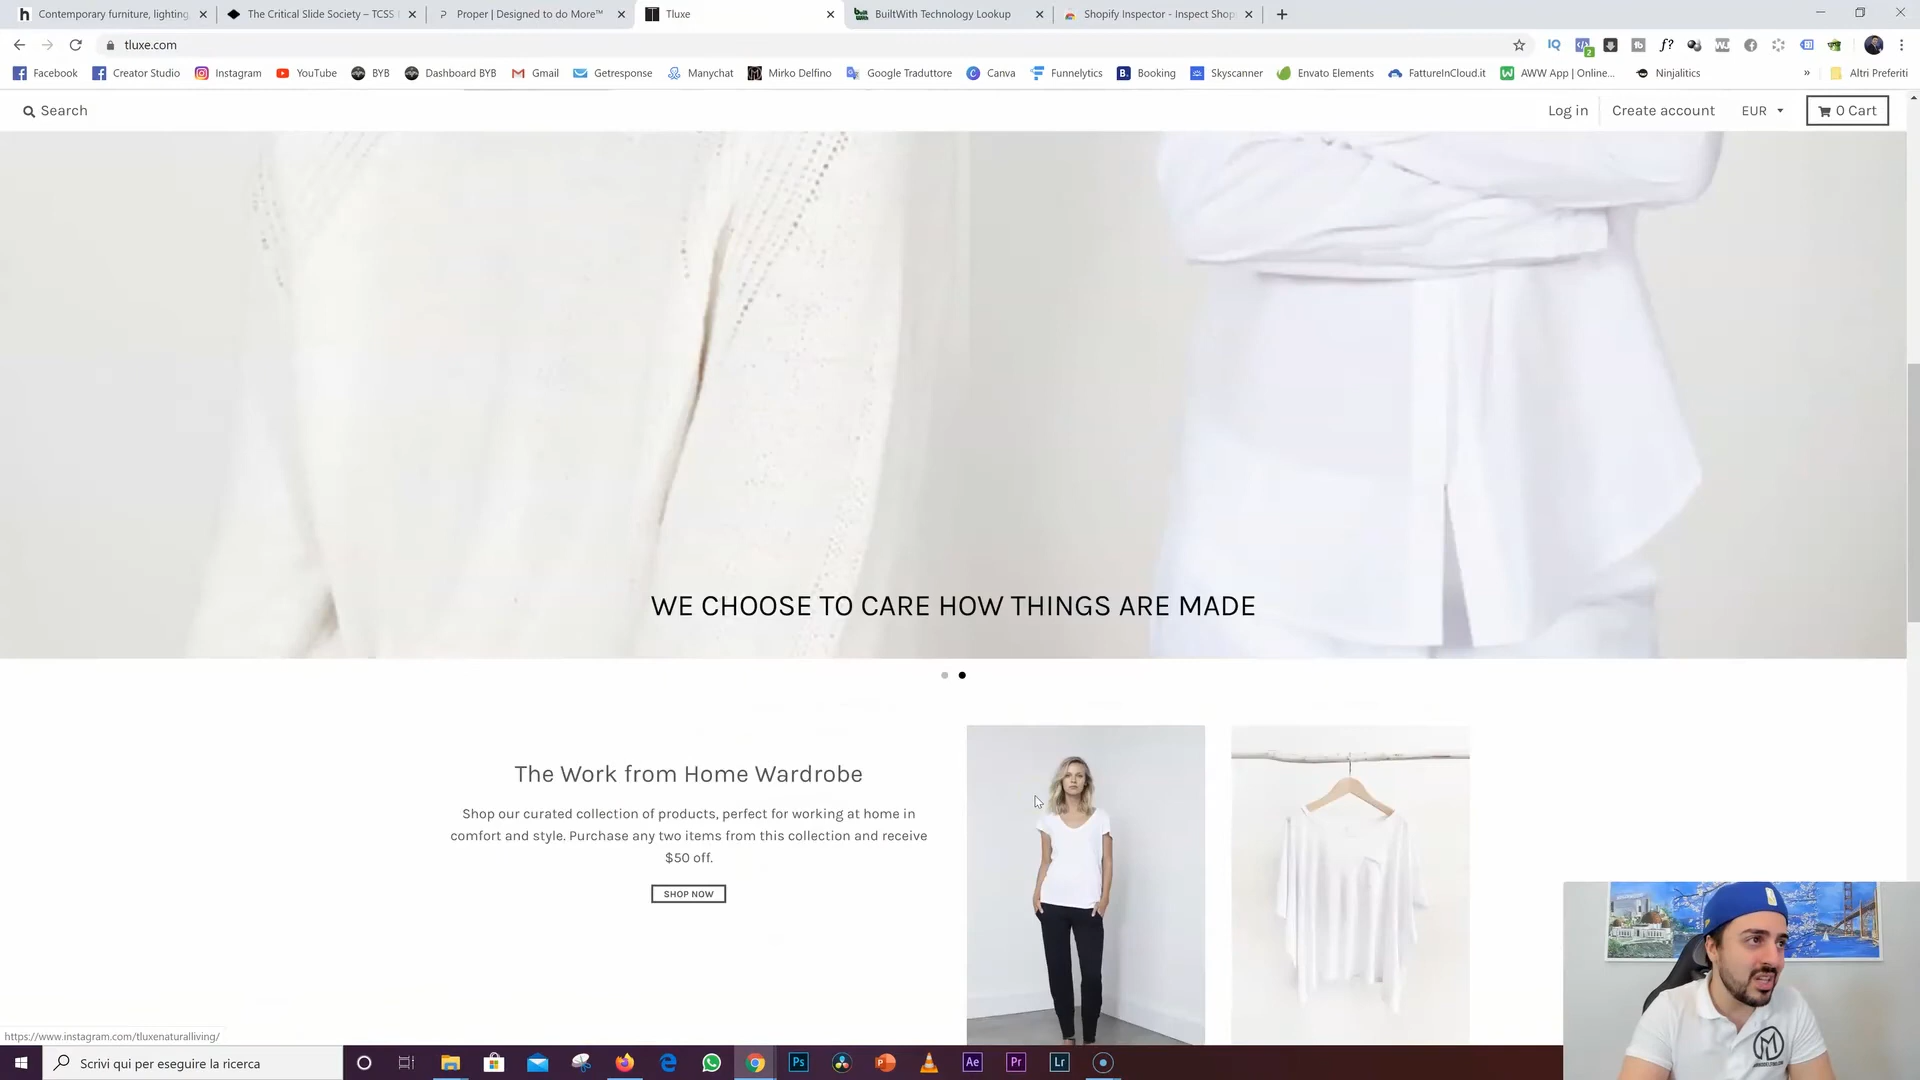 Contemporary furniture, lighting
The Critical Slide Society – TCSS
Proper | Designed to do More™
Tluxe
BuiltWith Technology Lookup
Shopify Inspector - Inspect Shop
tluxe.com
Facebook
Creator Studio
Instagram
YouTube
BYB
Dashboard BYB
Gmail
Getresponse
Manychat
Mirko Delfino
Google Traduttore
Canva
Funnelytics
Booking
Skyscanner
Envato Elements
FattureInCloud.it
AWW App | Online...
Ninjalitics
»
Altri Preferiti
Search
Log in
Create account
EUR
0 Cart
WE CHOOSE TO CARE HOW THINGS ARE MADE
The Work from Home Wardrobe
Shop our curated collection of products, perfect for working at home in
comfort and style. Purchase any two items from this collection and receive
$50 off.
SHOP NOW
https://www.instagram.com/tluxenaturalliving/
Scrivi qui per eseguire la ricerca